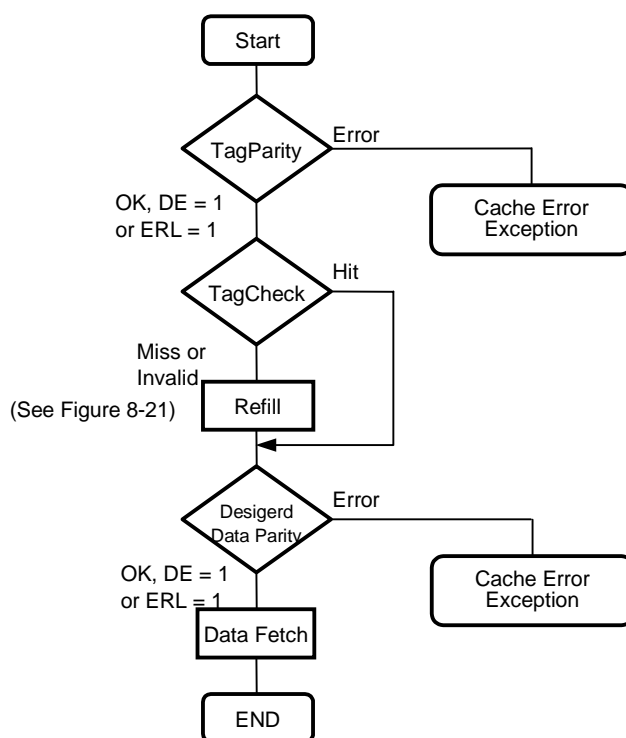 Start
TagParity
Error
Cache Error
Exception
OK, DE = 1
or ERL = 1
TagCheck
Hit
Miss or
Invalid
(See Figure 8-21)
Refill
Desigerd
Data Parity
Error
Cache Error
Exception
OK, DE = 1
or ERL = 1
Data Fetch
END